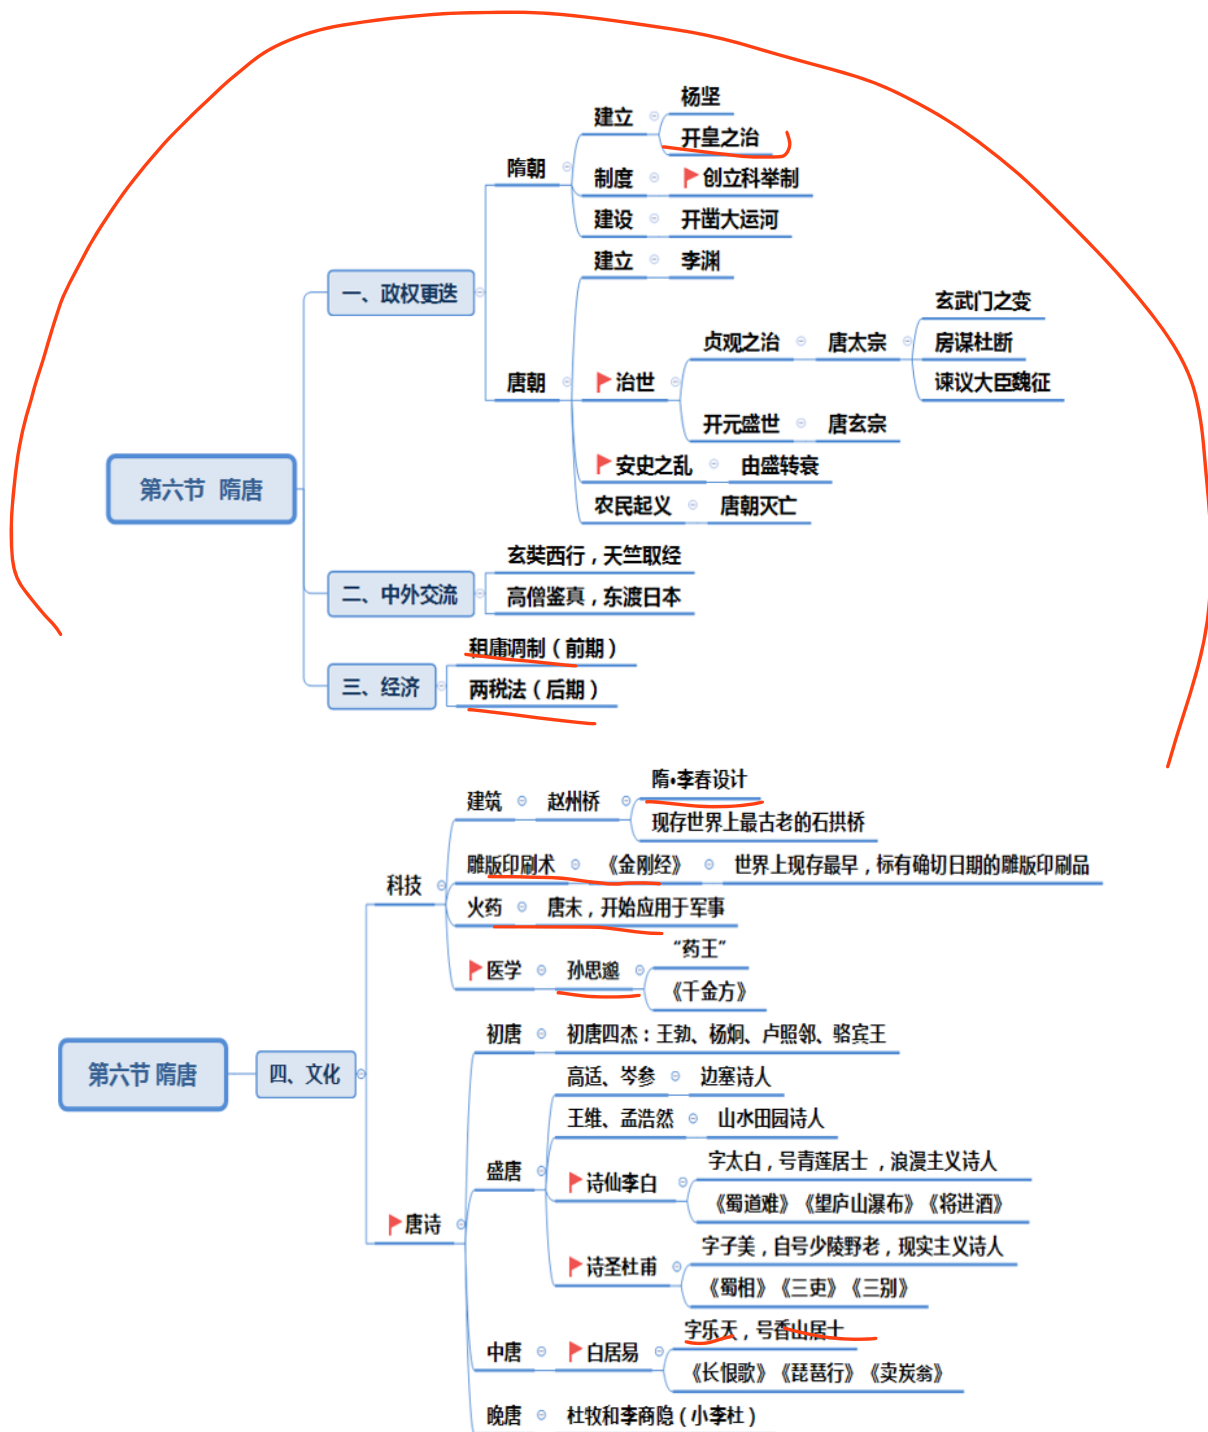 杨坚
建立
开皇之治
隋朝
制度
创立科举制
建设
开凿大运河
建立
李渊
一、政权更迭
玄武门之变
贞观之治
唐太宗
房谋杜断
唐朝
治世
谏议大臣魏征
开元盛世
唐玄宗
安史之乱
由盛转衰
第六节 隋唐
农民起义
唐朝灭亡
玄奘西行，天竺取经
二、中外交流
高僧鉴真，东渡日本
租庸调制（前期）
三、经济
两税法（后期）
隋•李春设计
建筑
赵州桥
现存世界上最古老的石拱桥
雕版印刷术
《金刚经》
世界上现存最早，标有确切日期的雕版印刷品
科技
火药
唐末，开始应用于军事
“药王”
医学
孙思邈
《千金方》
初唐
初唐四杰：王勃、杨炯、卢照邻、骆宾王
第六节 隋唐
四、文化
高适、岑参
边塞诗人
王维、孟浩然
山水田园诗人
盛唐
字太白，号青莲居士，浪漫主义诗人
诗仙李白
《蜀道难》《望庐山瀑布》《将进酒》
唐诗
字子美，自号少陵野老，现实主义诗人
诗圣杜甫
《蜀相》《三吏》《三别》
字乐天，号香山居士
中唐
白居易
《长恨歌》《琵琶行》《卖炭翁》
晚唐
杜牧和李商隐（小李杜）